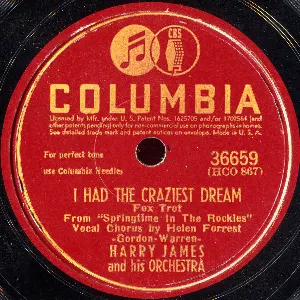 CBS
COLUMBIA
Licensed by Mfr. under U. S. Patent Nos. 1625705 and/or 1702564 (and
other patents pending) only for non-commercial use on phonographs in homes.
See detailed trade mark and patent notices on envelope. Made in U. S. A.
For perfect tone
use Columbia Needles
36659
(HCO 867)
I HAD THE CRAZIEST DREAM
Fox Trot
From "Springtime In The Rockies"
Vocal Chorus by Helen Forrest
-Gordon-Warren-
HARRY JAMES
and his ORCHESTRA